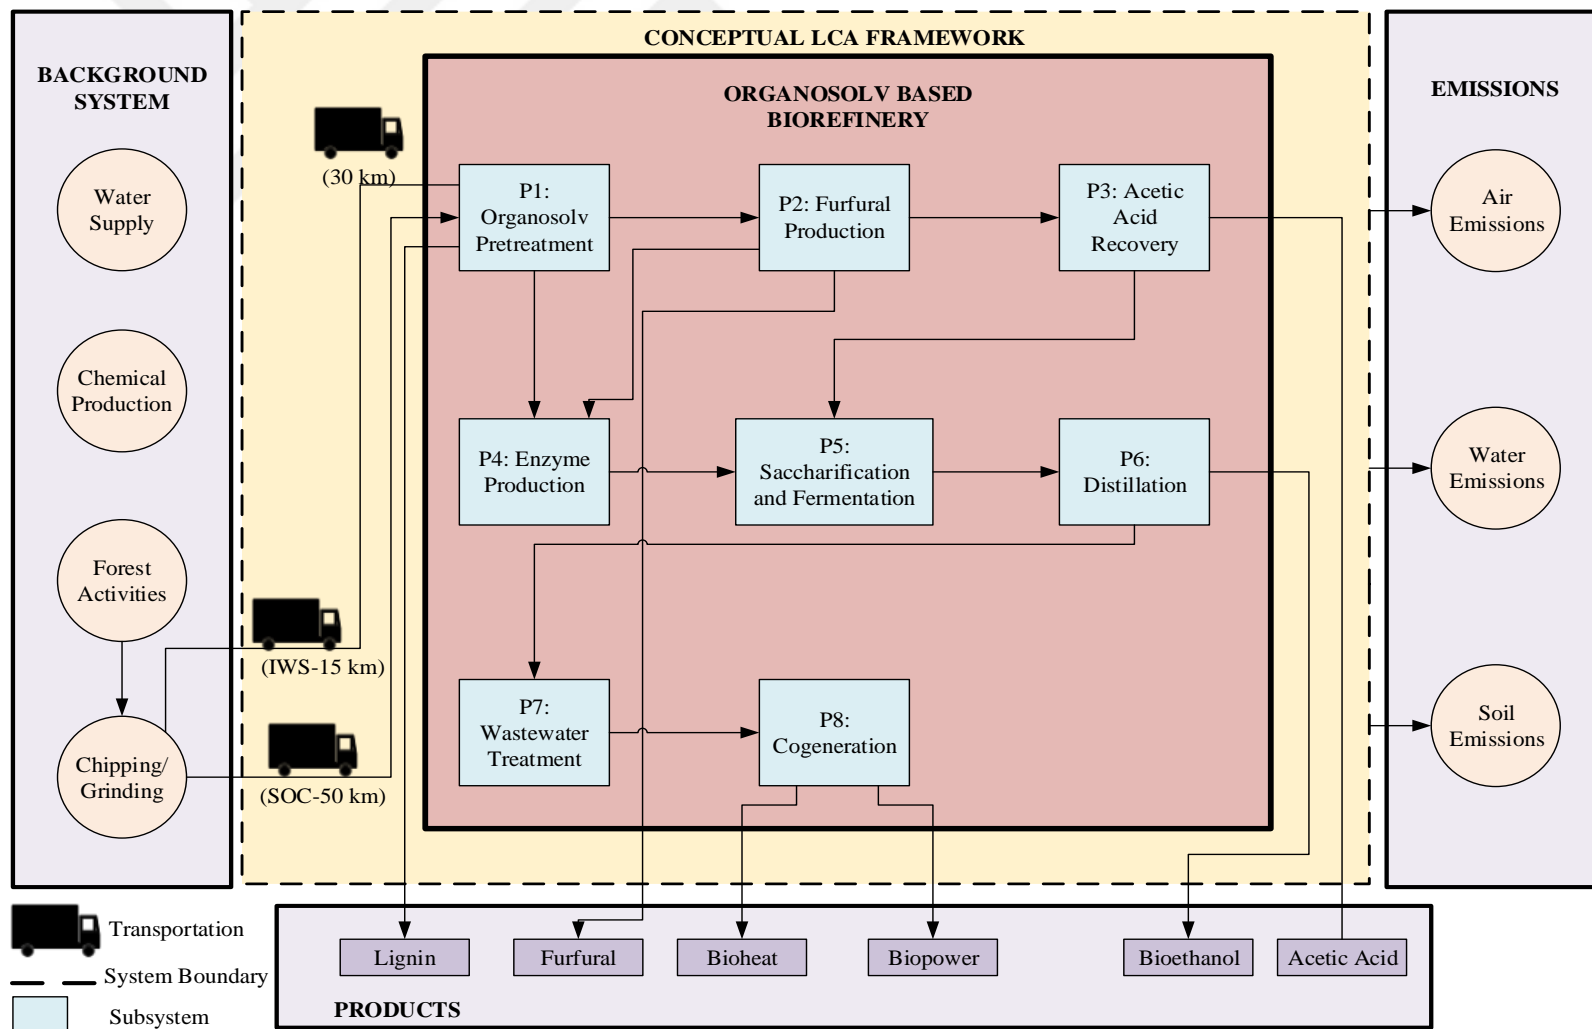 CONCEPTUAL LCA FRAMEWORK
BACKGROUND
SYSTEM
Water
Supply
Chemical
Production
Forest
Activities
Chipping/
Grinding
(30 km)
(IWS-15 km)
(SOC-50 km)
ORGANOSOLV BASED
BIOREFINERY
P1:
Organosolv
Pretreatment
P2: Furfural
Production
P3: Acetic
Acid
Recovery
P4: Enzyme
Production
P5:
Saccharification
and Fermentation
P6:
Distillation
P7:
Wastewater
Treatment
P8:
Cogeneration
EMISSIONS
Air
Emissions
Water
Emissions
Soil
Emissions
Lignin
Furfural
Bioheat
Biopower
Bioethanol
Acetic Acid
PRODUCTS
Transportation
System Boundary
Subsystem